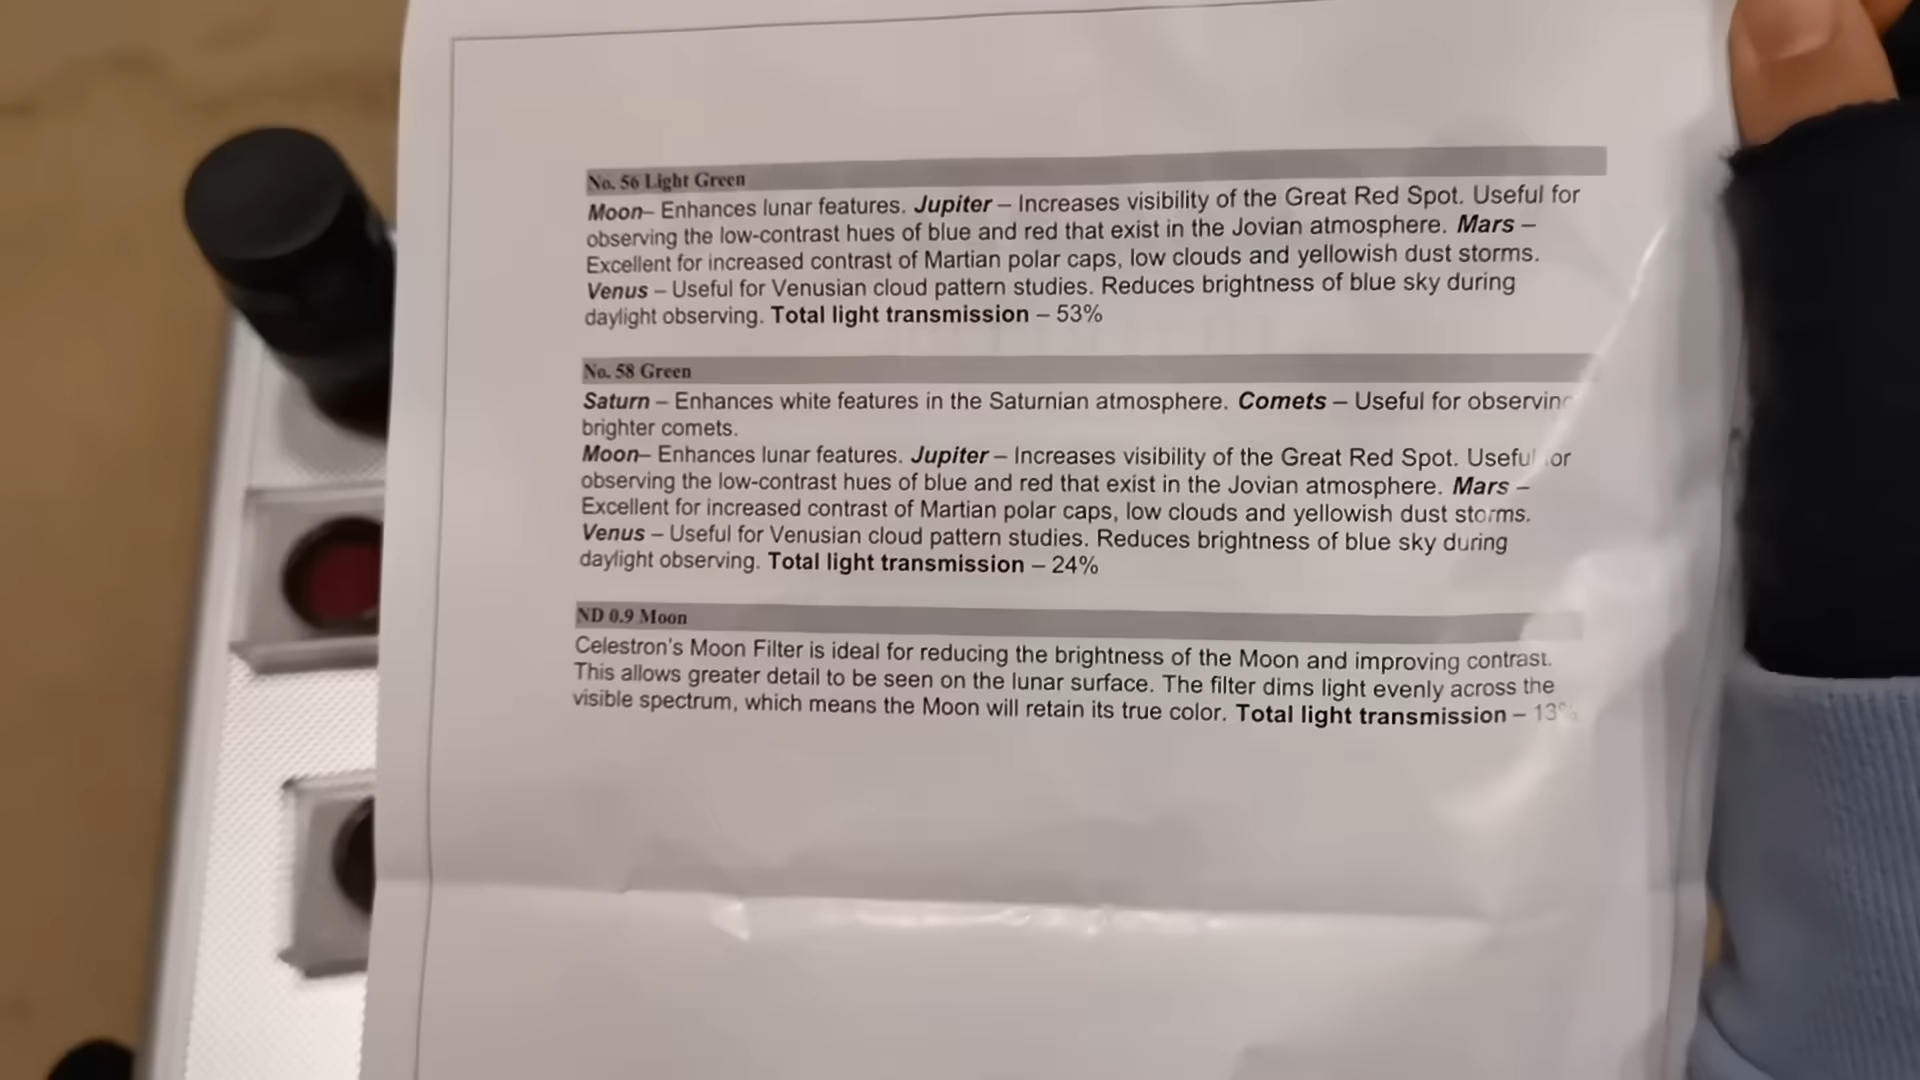 No. 56 Light Green
Moon– Enhances lunar features. Jupiter – Increases visibility of the Great Red Spot. Useful for
observing the low-contrast hues of blue and red that exist in the Jovian atmosphere. Mars –
Excellent for increased contrast of Martian polar caps, low clouds and yellowish dust storms.
Venus – Useful for Venusian cloud pattern studies. Reduces brightness of blue sky during
daylight observing. Total light transmission – 53%
No. 58 Green
Saturn – Enhances white features in the Saturnian atmosphere. Comets – Useful for observing
brighter comets.
Moon– Enhances lunar features. Jupiter – Increases visibility of the Great Red Spot. Useful for
observing the low-contrast hues of blue and red that exist in the Jovian atmosphere. Mars –
Excellent for increased contrast of Martian polar caps, low clouds and yellowish dust storms.
Venus – Useful for Venusian cloud pattern studies. Reduces brightness of blue sky during
daylight observing. Total light transmission – 24%
ND 0.9 Moon
Celestron's Moon Filter is ideal for reducing the brightness of the Moon and improving contrast.
This allows greater detail to be seen on the lunar surface. The filter dims light evenly across the
visible spectrum, which means the Moon will retain its true color. Total light transmission – 13%